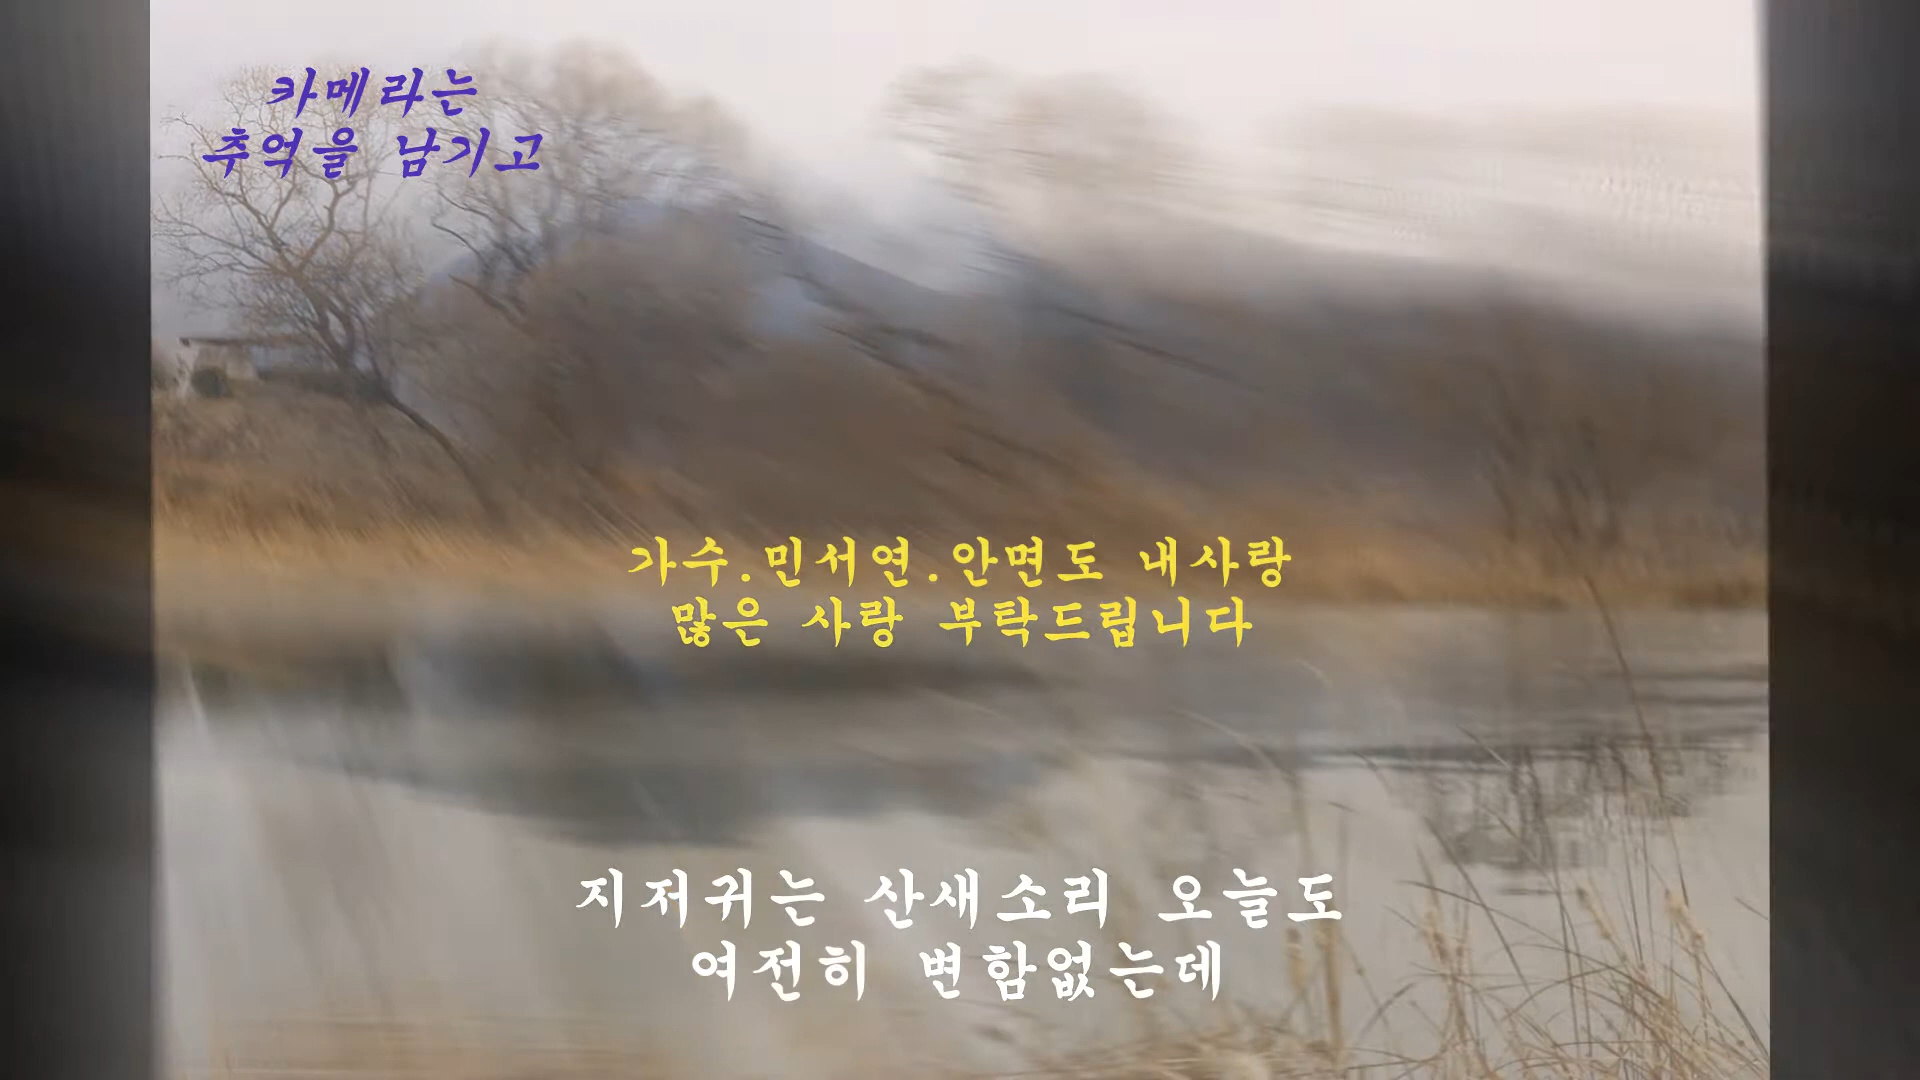 카메라는
추억을 남기고
가수.민서연.안면도 내사랑
많은 사랑 부탁드립니다
지저귀는 산새소리 오늘도
여전히 변함없는데